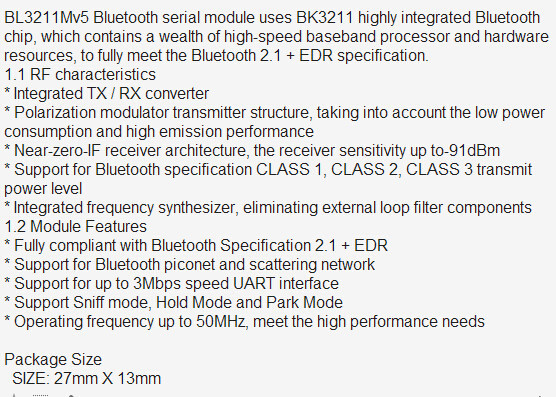 BL3211Mv5 Bluetooth serial module uses BK3211 highly integrated Bluetooth
chip, which contains a wealth of high-speed baseband processor and hardware
resources, to fully meet the Bluetooth 2.1 + EDR specification.
1.1 RF characteristics
* Integrated TX / RX converter
* Polarization modulator transmitter structure, taking into account the low power
consumption and high emission performance
* Near-zero-IF receiver architecture, the receiver sensitivity up to-91dBm
* Support for Bluetooth specification CLASS 1, CLASS 2, CLASS 3 transmit
power level
* Integrated frequency synthesizer, eliminating external loop filter components
1.2 Module Features
* Fully compliant with Bluetooth Specification 2.1 + EDR
* Support for Bluetooth piconet and scattering network
* Support for up to 3Mbps speed UART interface
* Support Sniff mode, Hold Mode and Park Mode
* Operating frequency up to 50MHz, meet the high performance needs
Package Size
SIZE: 27mm X 13mm